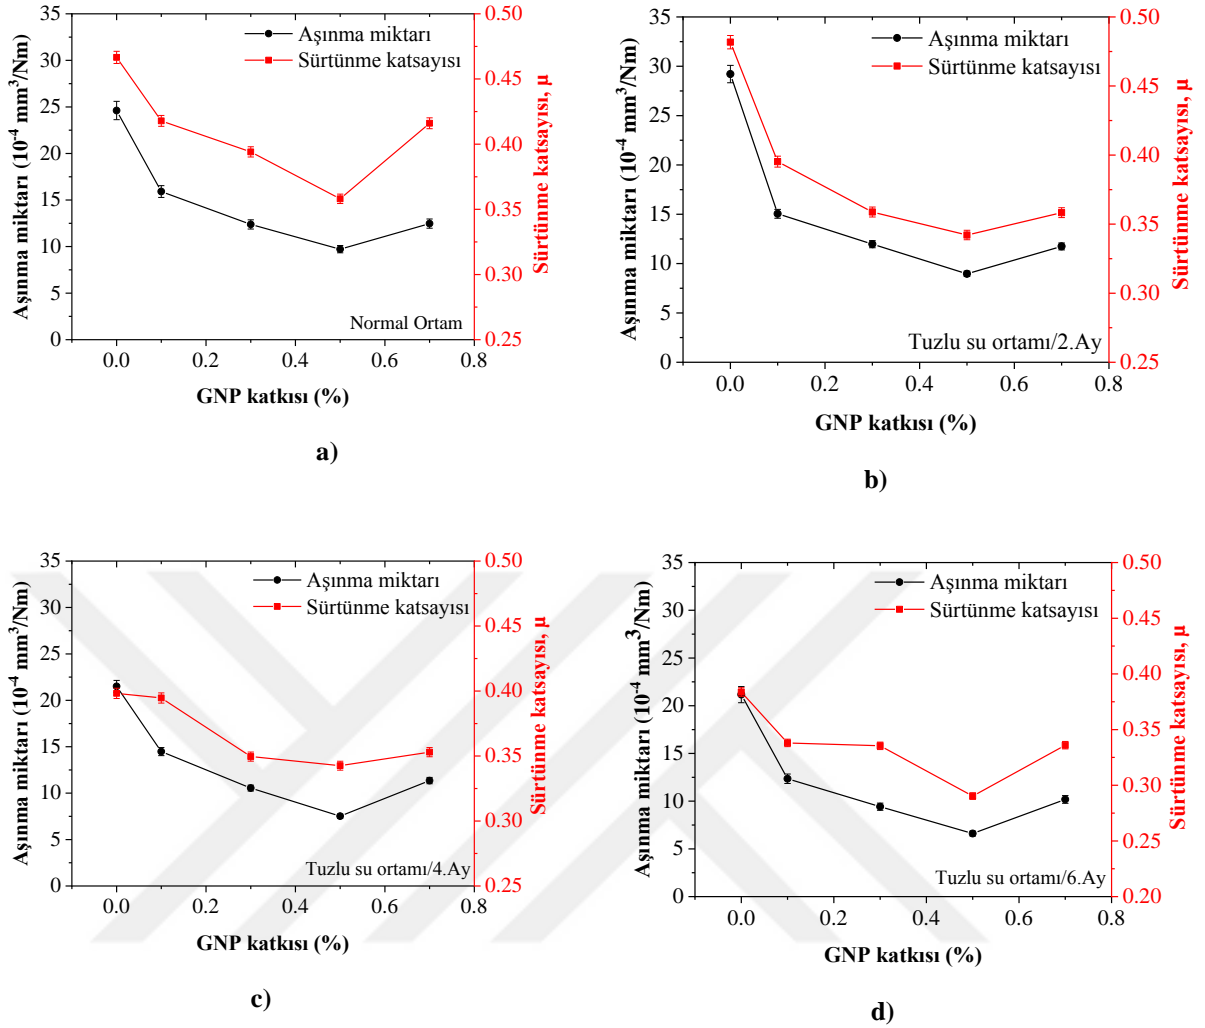 35
30
25
20
15
10
5
0
Aşınma miktarı (10⁻⁴ mm³/Nm)
Aşınma miktarı
Sürtünme katsayısı
Normal Ortam
0.50
0.45
0.40
0.35
0.30
0.25
Sürtünme katsayısı, µ
0.0 0.2 0.4 0.6 0.8
GNP katkısı (%)
a)
35
30
25
20
15
10
5
0
Aşınma miktarı (10⁻⁴ mm³/Nm)
Aşınma miktarı
Sürtünme katsayısı
Tuzlu su ortamı/2.Ay
0.50
0.45
0.40
0.35
0.30
0.25
Sürtünme katsayısı, µ
0.0 0.2 0.4 0.6 0.8
GNP katkısı (%)
b)
35
30
25
20
15
10
5
0
Aşınma miktarı (10⁻⁴ mm³/Nm)
Aşınma miktarı
Sürtünme katsayısı
Tuzlu su ortamı/4.Ay
0.50
0.45
0.40
0.35
0.30
0.25
Sürtünme katsayısı, µ
0.0 0.2 0.4 0.6 0.8
GNP katkısı (%)
c)
35
30
25
20
15
10
5
0
Aşınma miktarı (10⁻⁴ mm³/Nm)
Aşınma miktarı
Sürtünme katsayısı
Tuzlu su ortamı/6.Ay
0.50
0.45
0.40
0.35
0.30
0.25
0.20
Sürtünme katsayısı, µ
0.0 0.2 0.4 0.6 0.8
GNP katkısı (%)
d)